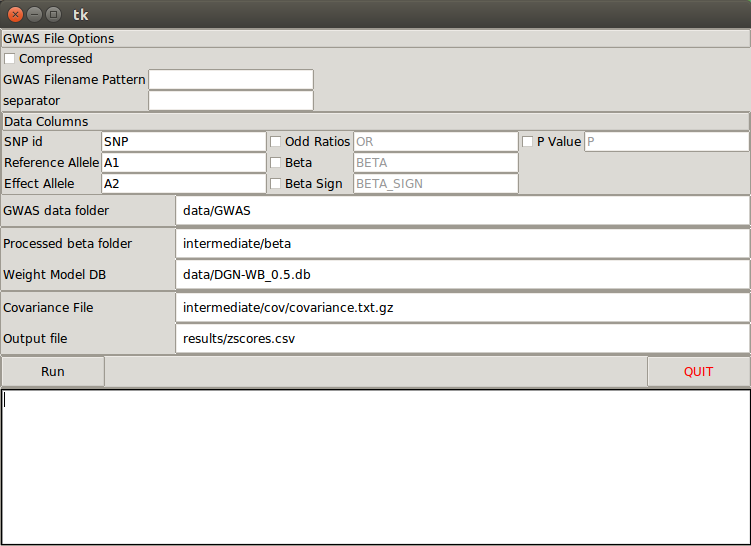 tk
GWAS File Options
Compressed
GWAS Filename Pattern
separator
Data Columns
SNP id SNP Odd Ratios OR P Value P
Reference Allele A1 Beta BETA
Effect Allele A2 Beta Sign BETA_SIGN
GWAS data folder data/GWAS
Processed beta folder intermediate/beta
Weight Model DB data/DGN-WB_0.5.db
Covariance File intermediate/cov/covariance.txt.gz
Output file results/zscores.csv
Run QUIT